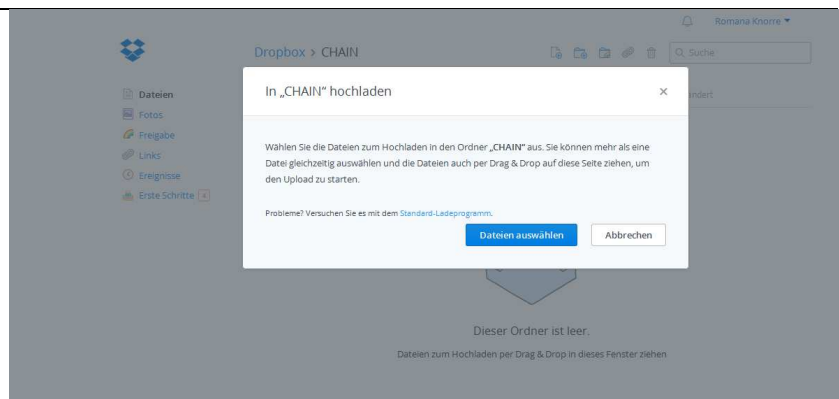 Romana Knorre
Dropbox > CHAIN
Suche
In „CHAIN“ hochladen
ändert
Dateien
Fotos
Freigabe
Links
Ereignisse
Erste Schritte
Wählen Sie die Dateien zum Hochladen in den Ordner „CHAIN“ aus. Sie können mehr als eine
Datei gleichzeitig auswählen und die Dateien auch per Drag & Drop auf diese Seite ziehen, um
den Upload zu starten.
Probleme? Versuchen Sie es mit dem Standard-Ladeprogramm.
Dateien auswählen
Abbrechen
Dieser Ordner ist leer.
Dateien zum Hochladen per Drag & Drop in dieses Fenster ziehen